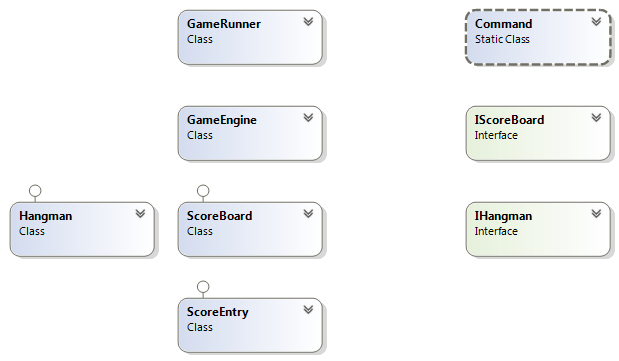 GameRunner
Class
Command
Static Class
GameEngine
Class
IScoreBoard
Interface
Hangman
Class
ScoreBoard
Class
IHangman
Interface
ScoreEntry
Class